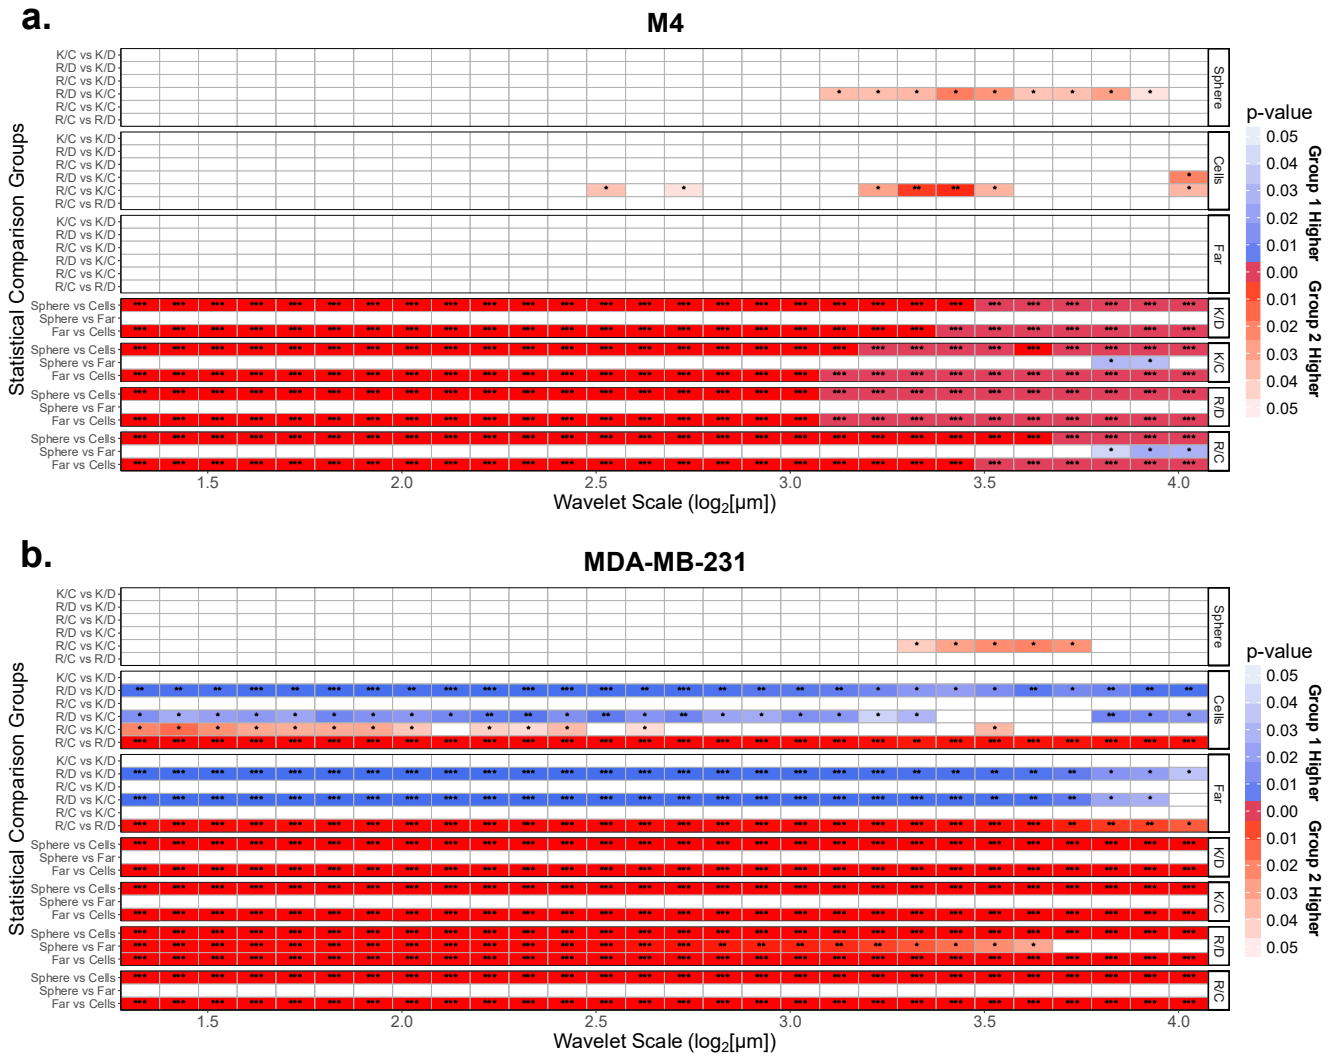 a.
M4
Statistical Comparison Groups
K/C vs K/D
R/D vs K/D
R/C vs K/D
R/D vs K/C
R/C vs K/C
R/C vs R/D
Sphere
K/C vs K/D
R/D vs K/D
R/C vs K/D
R/D vs K/C
R/C vs K/C
R/C vs R/D
Cells
K/C vs K/D
R/D vs K/D
R/C vs K/D
R/D vs K/C
R/C vs K/C
R/C vs R/D
Far
Sphere vs Cells
Sphere vs Far
Far vs Cells
K/D
Sphere vs Cells
Sphere vs Far
Far vs Cells
K/C
Sphere vs Cells
Sphere vs Far
Far vs Cells
R/D
Sphere vs Cells
Sphere vs Far
Far vs Cells
R/C
1.5 2.0 2.5 3.0 3.5 4.0
Wavelet Scale (log2[µm])
p-value
0.05
0.04
0.03
0.02
0.01
0.00
0.01
0.02
0.03
0.04
0.05
Group 1 Higher
Group 2 Higher
b.
MDA-MB-231
Statistical Comparison Groups
K/C vs K/D
R/D vs K/D
R/C vs K/D
R/D vs K/C
R/C vs K/C
R/C vs R/D
Sphere
K/C vs K/D
R/D vs K/D
R/C vs K/D
R/D vs K/C
R/C vs K/C
R/C vs R/D
Cells
K/C vs K/D
R/D vs K/D
R/C vs K/D
R/D vs K/C
R/C vs K/C
R/C vs R/D
Far
Sphere vs Cells
Sphere vs Far
Far vs Cells
K/D
Sphere vs Cells
Sphere vs Far
Far vs Cells
K/C
Sphere vs Cells
Sphere vs Far
Far vs Cells
R/D
Sphere vs Cells
Sphere vs Far
Far vs Cells
R/C
1.5 2.0 2.5 3.0 3.5 4.0
Wavelet Scale (log2[µm])
p-value
0.05
0.04
0.03
0.02
0.01
0.00
0.01
0.02
0.03
0.04
0.05
Group 1 Higher
Group 2 Higher